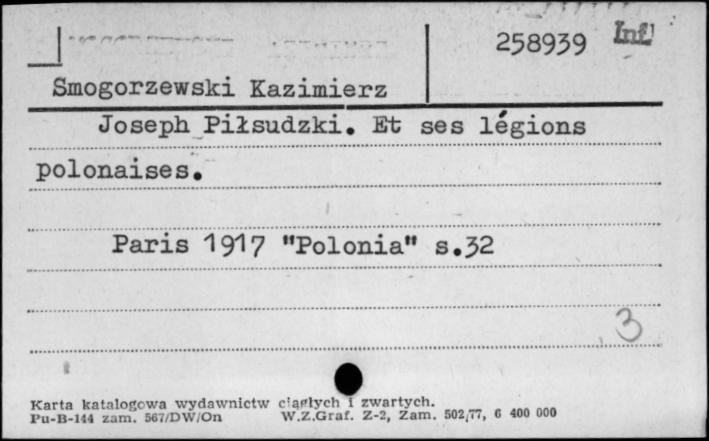 258939 Inf.
Smogorzewski Kazimierz
Joseph Piłsudzki. Et ses légions
polonaises.
Paris 1917 "Polonia" s.32
3
Karta katalogowa wydawnictw ciągłych i zwartych.
Pu-B-144 zam. 567/DW/On W.Z.Graf. Z-2, Zam. 502/77, 6 400 000